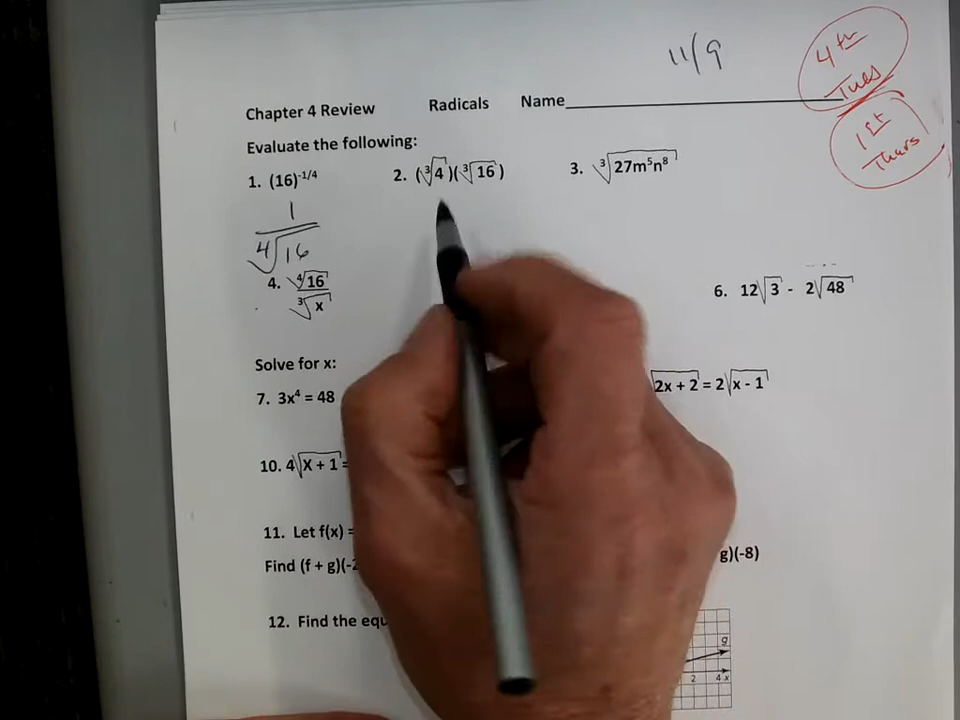 11/9
4th
Tues
1st
Thurs
Chapter 4 Review Radicals Name
Evaluate the following:
1. (16)^-1/4 2. (∛4)(∛16) 3. ∛27m⁵n⁸
1
∜16
4. ∜16 / ∛x
6. 12√3 - 2√48
Solve for x:
7. 3x⁴ = 48 √2x + 2 = 2√x - 1
10. 4√X + 1 =
11. Let f(x) =
Find (f + g)(-2 g)(-8)
12. Find the equ
g
2 4 x